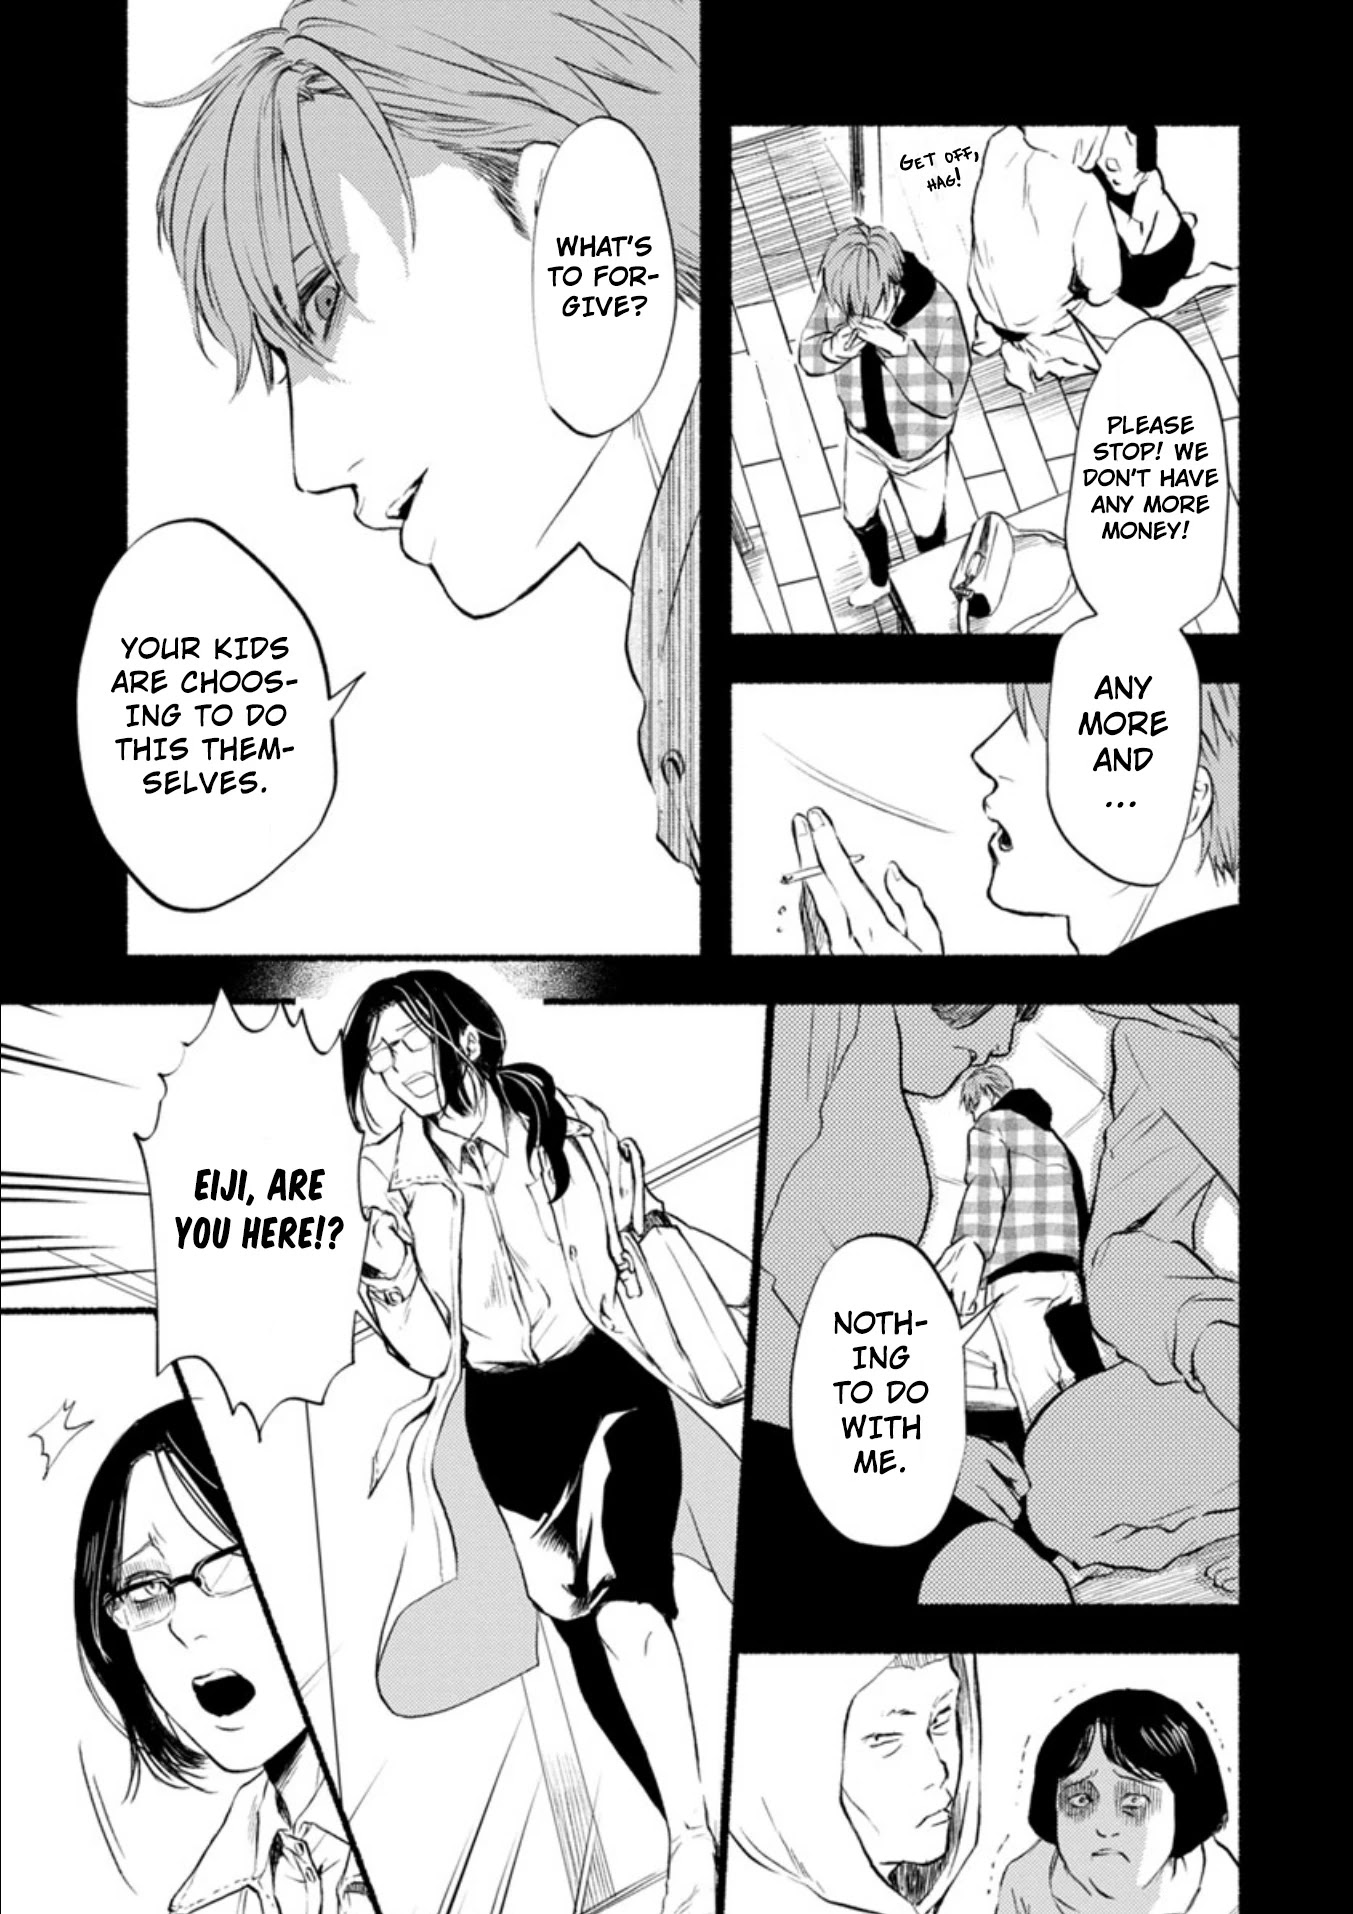 GET OFF,
HAG!
PLEASE
STOP! WE
DON'T HAVE
ANY MORE
MONEY!
ANY
MORE
AND
...
WHAT'S
TO FOR-
GIVE?
YOUR KIDS
ARE CHOOS-
ING TO DO
THIS THEM-
SELVES.
NOTH-
ING
TO DO
WITH
ME.
EIJI, ARE
YOU HERE!?